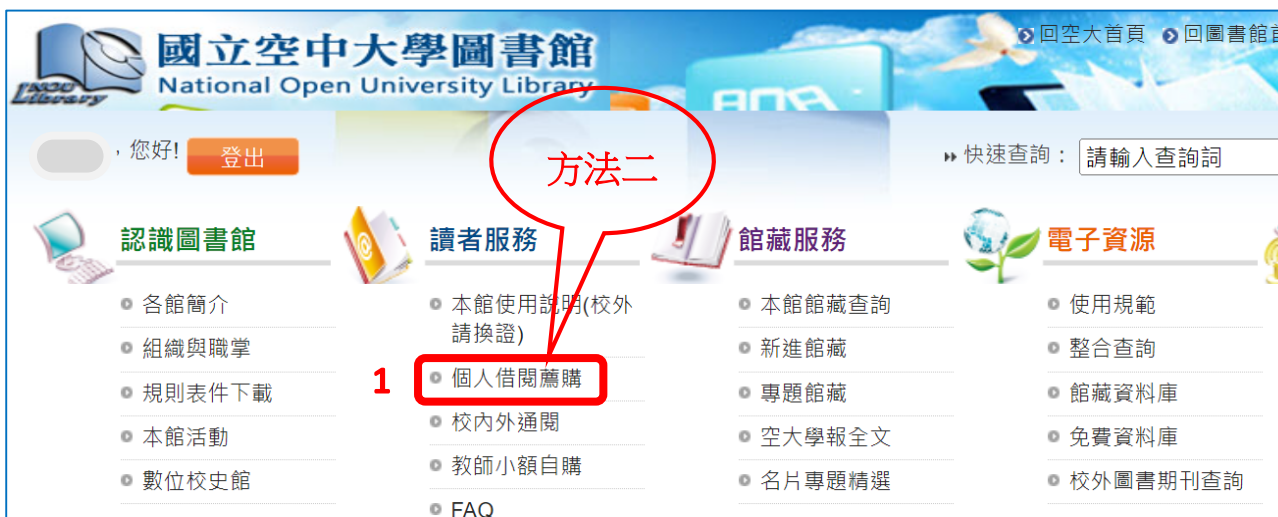 回空大首頁 回圖書館首
國立空中大學圖書館
National Open University Library
NOU
Library
，您好! 登出
快速查詢： 請輸入查詢詞
方法二
認識圖書館
各館簡介
組織與職掌
規則表件下載
本館活動
數位校史館
讀者服務
本館使用說明(校外
請換證)
1
個人借閱薦購
校內外通閱
教師小額自購
FAQ
館藏服務
本館館藏查詢
新進館藏
專題館藏
空大學報全文
名片專題精選
電子資源
使用規範
整合查詢
館藏資料庫
免費資料庫
校外圖書期刊查詢